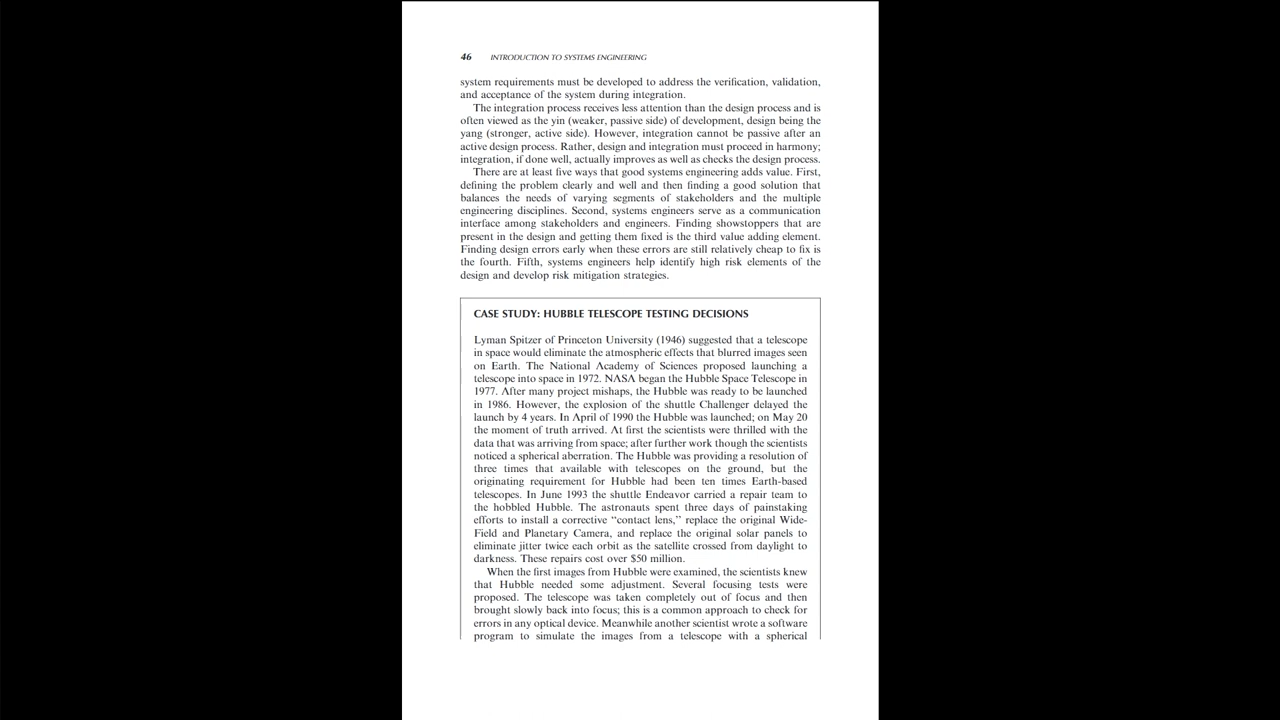 46 INTRODUCTION TO SYSTEMS ENGINEERING
system requirements must be developed to address the verification, validation,
and acceptance of the system during integration.
The integration process receives less attention than the design process and is
often viewed as the yin (weaker, passive side) of development, design being the
yang (stronger, active side). However, integration cannot be passive after an
active design process. Rather, design and integration must proceed in harmony;
integration, if done well, actually improves as well as checks the design process.
There are at least five ways that good systems engineering adds value. First,
defining the problem clearly and well and then finding a good solution that
balances the needs of varying segments of stakeholders and the multiple
engineering disciplines. Second, systems engineers serve as a communication
interface among stakeholders and engineers. Finding showstoppers that are
present in the design and getting them fixed is the third value adding element.
Finding design errors early when these errors are still relatively cheap to fix is
the fourth. Fifth, systems engineers help identify high risk elements of the
design and develop risk mitigation strategies.
CASE STUDY: HUBBLE TELESCOPE TESTING DECISIONS
Lyman Spitzer of Princeton University (1946) suggested that a telescope
in space would eliminate the atmospheric effects that blurred images seen
on Earth. The National Academy of Sciences proposed launching a
telescope into space in 1972. NASA began the Hubble Space Telescope in
1977. After many project mishaps, the Hubble was ready to be launched
in 1986. However, the explosion of the shuttle Challenger delayed the
launch by 4 years. In April of 1990 the Hubble was launched; on May 20
the moment of truth arrived. At first the scientists were thrilled with the
data that was arriving from space; after further work though the scientists
noticed a spherical aberration. The Hubble was providing a resolution of
three times that available with telescopes on the ground, but the
originating requirement for Hubble had been ten times Earth-based
telescopes. In June 1993 the shuttle Endeavor carried a repair team to
the hobbled Hubble. The astronauts spent three days of painstaking
efforts to install a corrective “contact lens,” replace the original Wide-
Field and Planetary Camera, and replace the original solar panels to
eliminate jitter twice each orbit as the satellite crossed from daylight to
darkness. These repairs cost over $50 million.
When the first images from Hubble were examined, the scientists knew
that Hubble needed some adjustment. Several focusing tests were
proposed. The telescope was taken completely out of focus and then
brought slowly back into focus; this is a common approach to check for
errors in any optical device. Meanwhile another scientist wrote a software
program to simulate the images from a telescope with a spherical